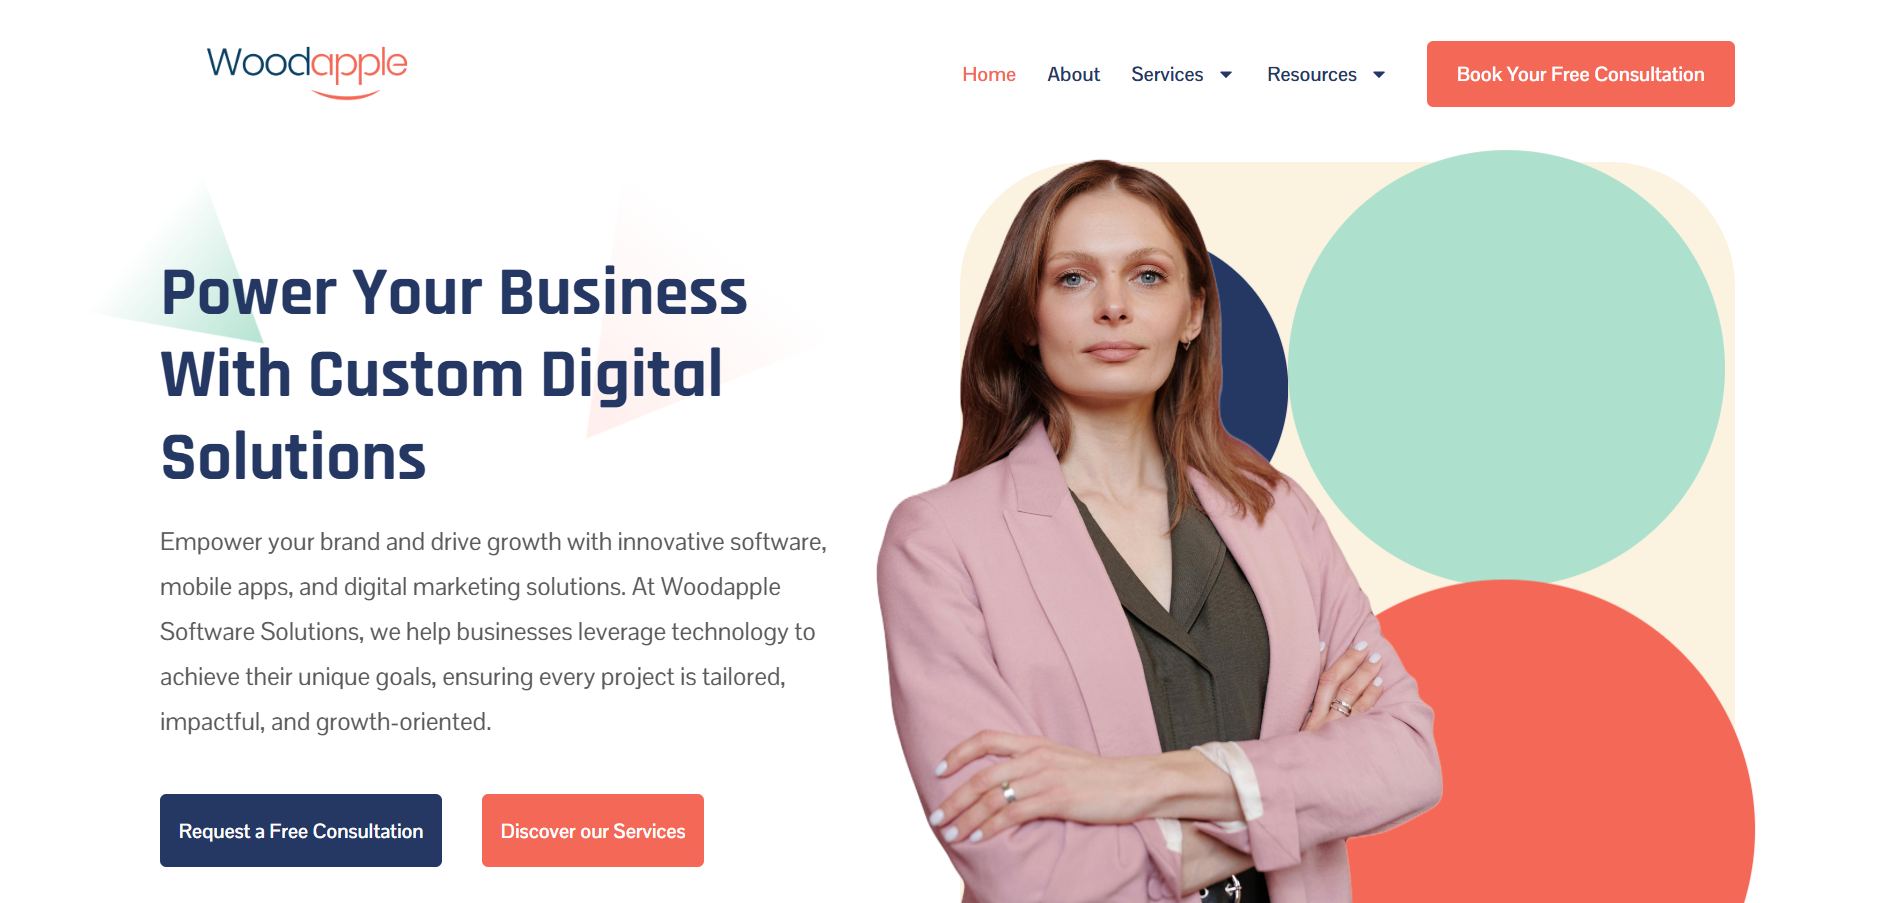 Woodapple
Home About Services Resources Book Your Free Consultation
Power Your Business
With Custom Digital
Solutions
Empower your brand and drive growth with innovative software,
mobile apps, and digital marketing solutions. At Woodapple
Software Solutions, we help businesses leverage technology to
achieve their unique goals, ensuring every project is tailored,
impactful, and growth-oriented.
Request a Free Consultation Discover our Services